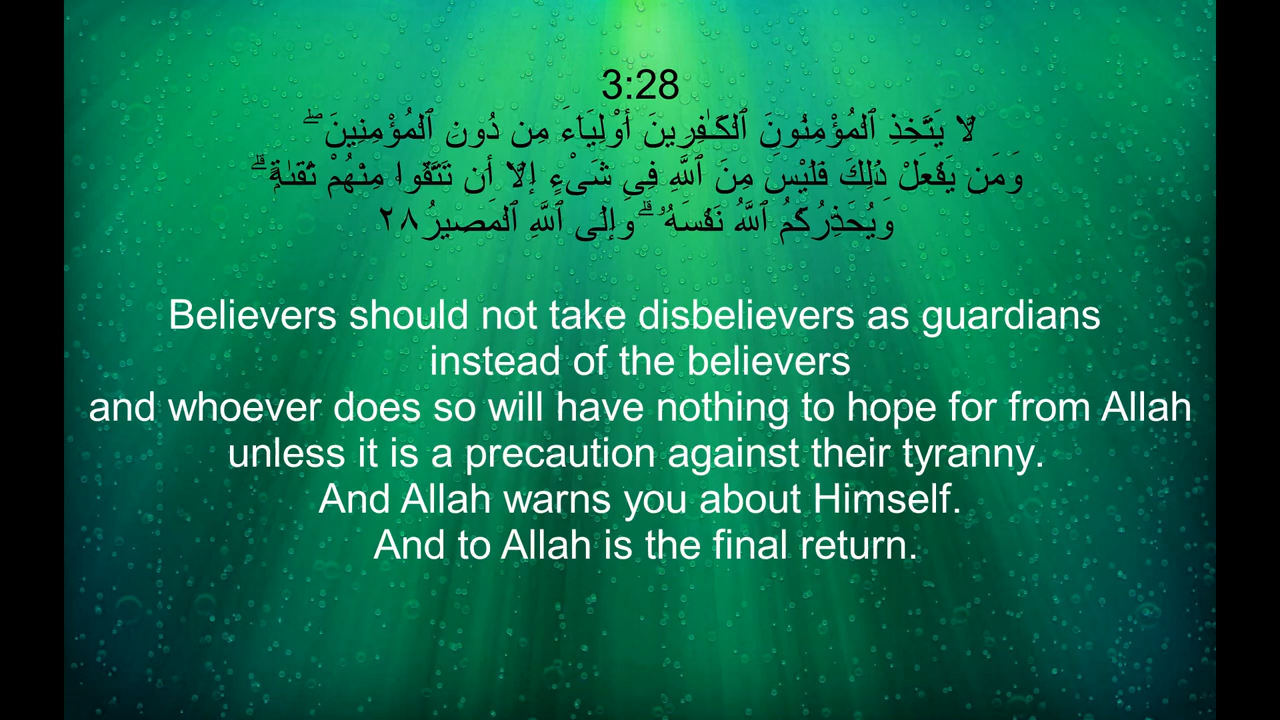 3:28
لَّا يَتَّخِذِ ٱلْمُؤْمِنُونَ ٱلْكَـٰفِرِينَ أَوْلِيَآءَ مِن دُونِ ٱلْمُؤْمِنِينَ ۖ
وَمَن يَفْعَلْ ذَٰلِكَ فَلَيْسَ مِنَ ٱللَّهِ فِى شَىْءٍ إِلَّآ أَن تَتَّقُوا۟ مِنْهُمْ تُقَىٰةً ۗ
وَيُحَذِّرُكُمُ ٱللَّهُ نَفْسَهُۥ ۗ وَإِلَى ٱللَّهِ ٱلْمَصِيرُ ٢٨
Believers should not take disbelievers as guardians
instead of the believers
and whoever does so will have nothing to hope for from Allah
unless it is a precaution against their tyranny.
And Allah warns you about Himself.
And to Allah is the final return.